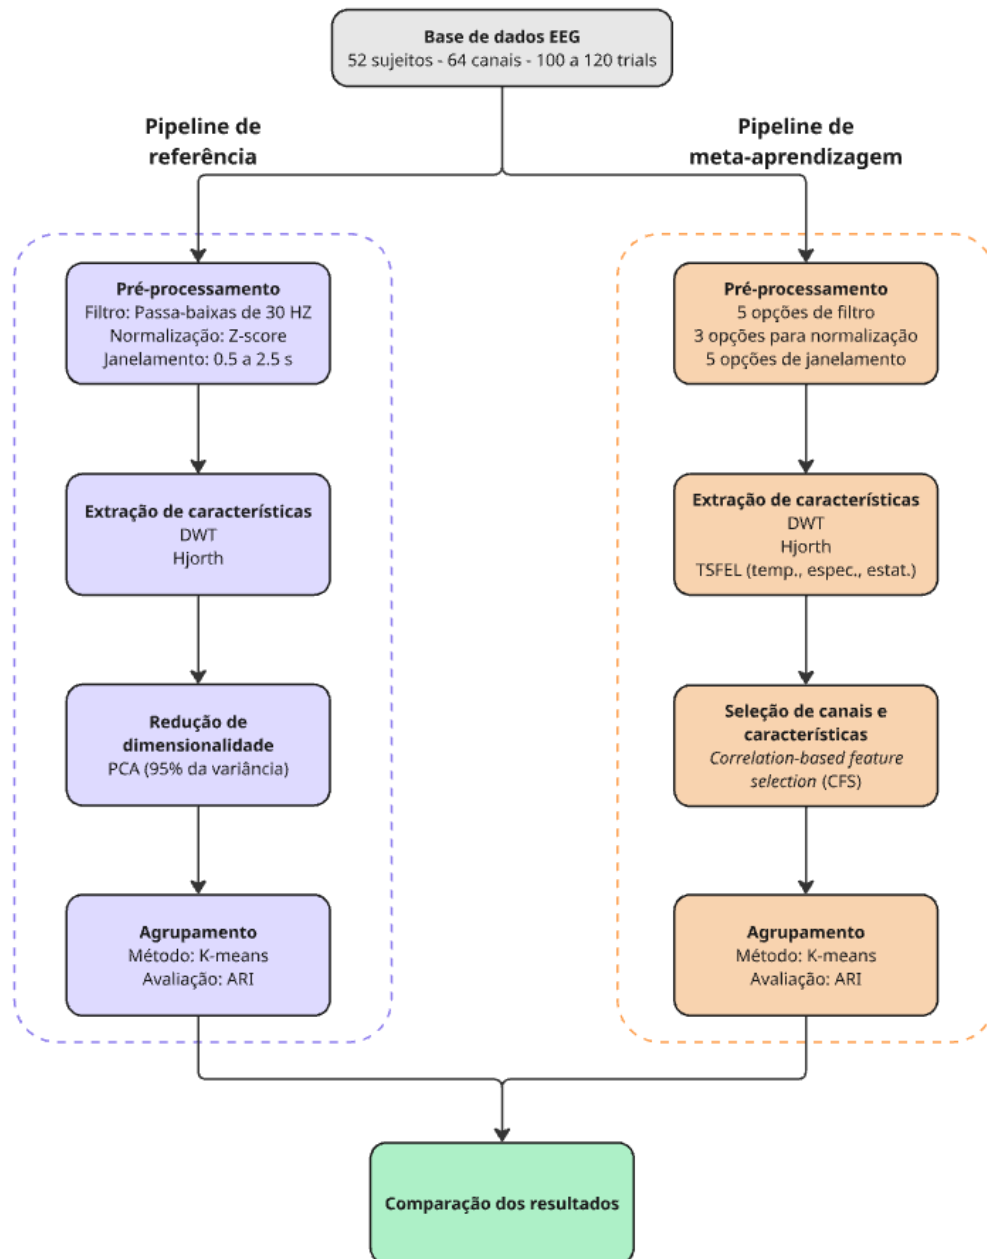 Base de dados EEG
52 sujeitos - 64 canais - 100 a 120 trials
Pipeline de
referência
Pipeline de
meta-aprendizagem
Pré-processamento
Filtro: Passa-baixas de 30 HZ
Normalização: Z-score
Janelamento: 0.5 a 2.5 s
Pré-processamento
5 opções de filtro
3 opções para normalização
5 opções de janelamento
Extração de características
DWT
Hjorth
Extração de características
DWT
Hjorth
TSFEL (temp., espec., estat.)
Redução de
dimensionalidade
PCA (95% da variância)
Seleção de canais e
características
Correlation-based feature
selection (CFS)
Agrupamento
Método: K-means
Avaliação: ARI
Agrupamento
Método: K-means
Avaliação: ARI
Comparação dos resultados